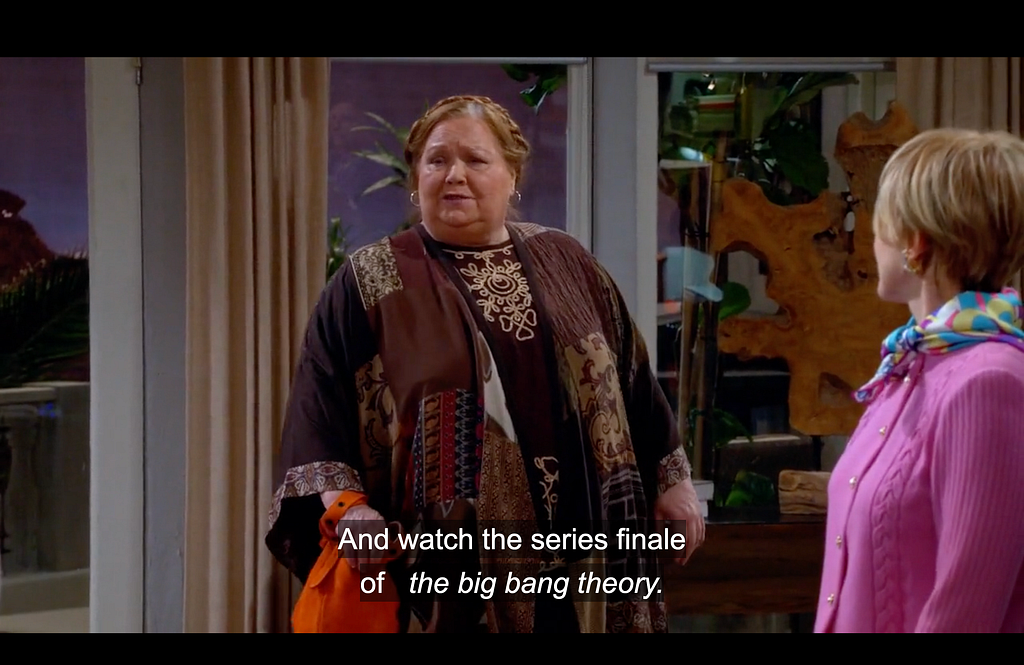 And watch the series finale
of the big bang theory.